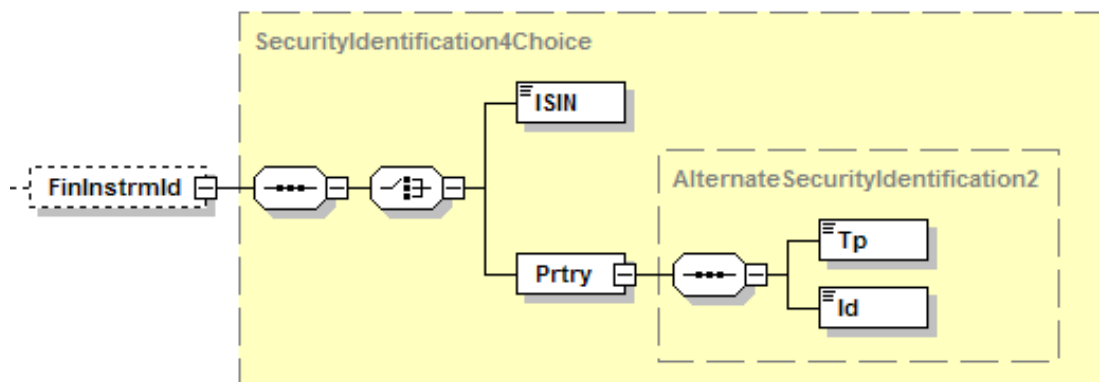 SecurityIdentification4Choice
ISIN
FinInstrmId
AlternateSecurityIdentification2
Tp
Prtry
Id